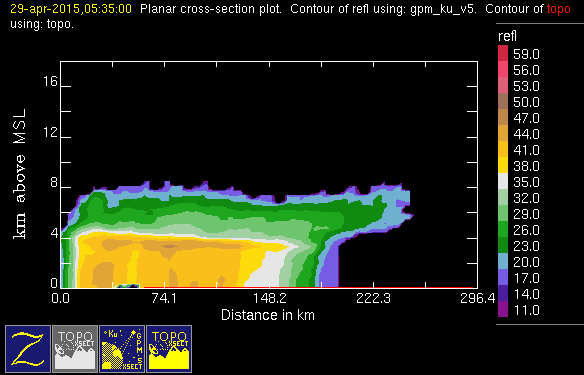 29-apr-2015,05:35:00 Planar cross-section plot. Contour of refl using: gpm_ku_v5. Contour of topo
using: topo.
refl
59.0
56.0
53.0
50.0
47.0
44.0
41.0
38.0
35.0
32.0
29.0
26.0
23.0
20.0
17.0
14.0
11.0
km above MSL
16
12
8
4
0
0.0 74.1 148.2 222.3 296.4
Distance in km
Z
TOPO
XSECT
"Ku"
GPM'S
XSECT
TOPO
XSECT